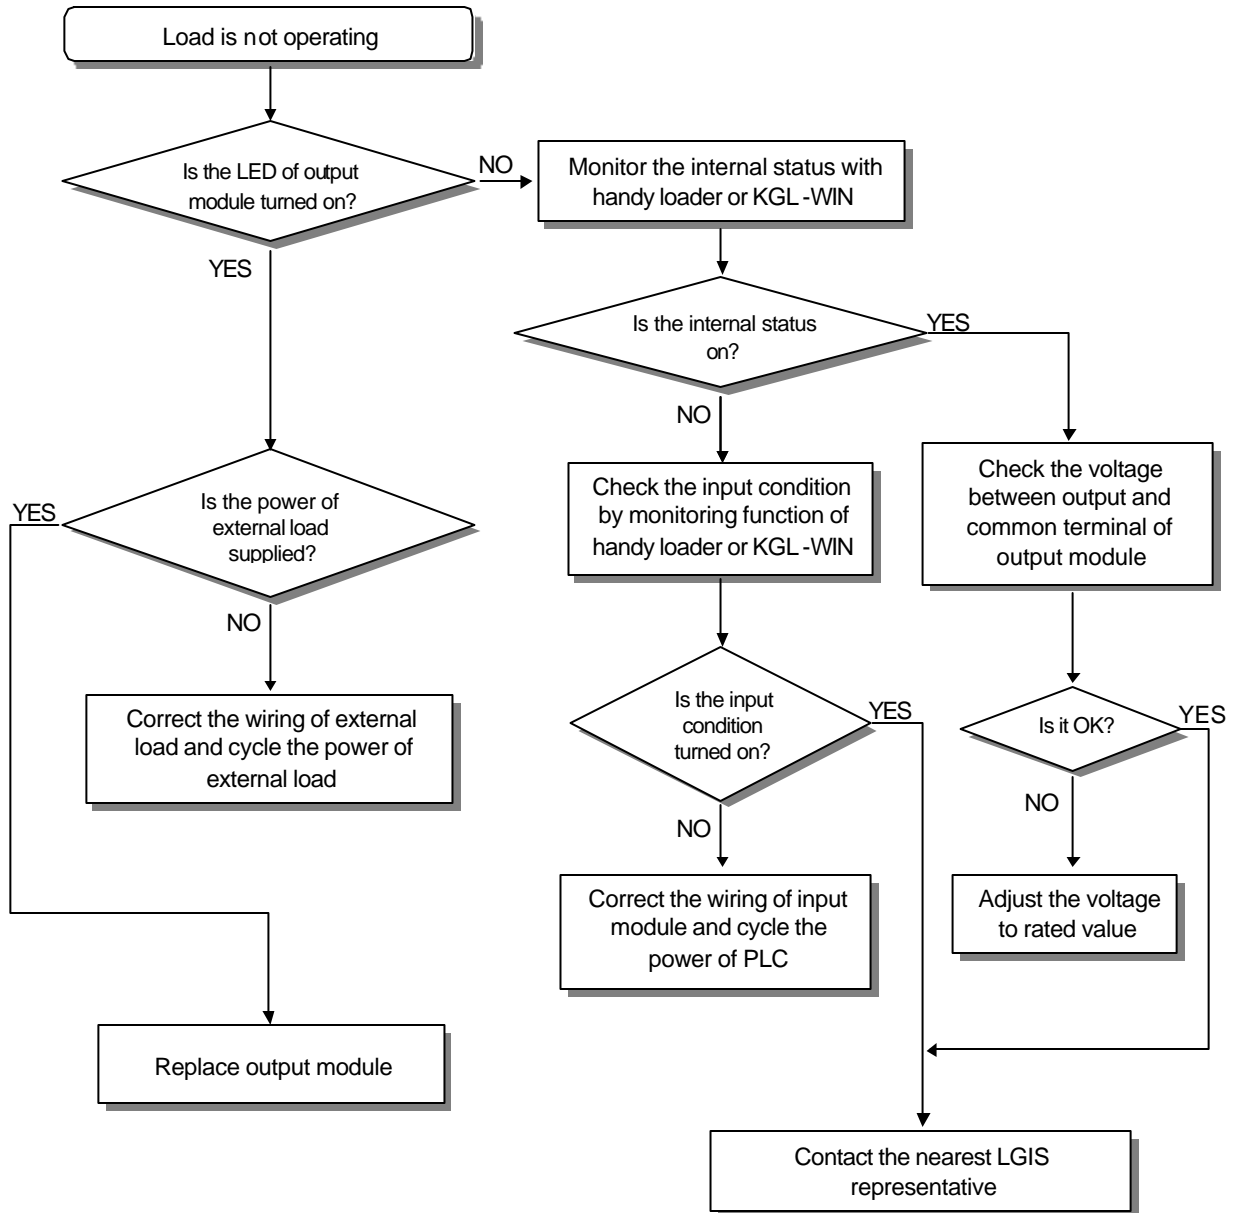 Load is not operating
Is the LED of output
module turned on?
NO
YES
Monitor the internal status with
handy loader or KGL-WIN
Is the internal status
on?
YES
NO
Is the power of
external load
supplied?
YES
NO
Check the input condition
by monitoring function of
handy loader or KGL-WIN
Check the voltage
between output and
common terminal of
output module
Correct the wiring of external
load and cycle the power of
external load
Is the input
condition
turned on?
YES
NO
Is it OK?
YES
NO
Correct the wiring of input
module and cycle the
power of PLC
Adjust the voltage
to rated value
Replace output module
Contact the nearest LGIS
representative